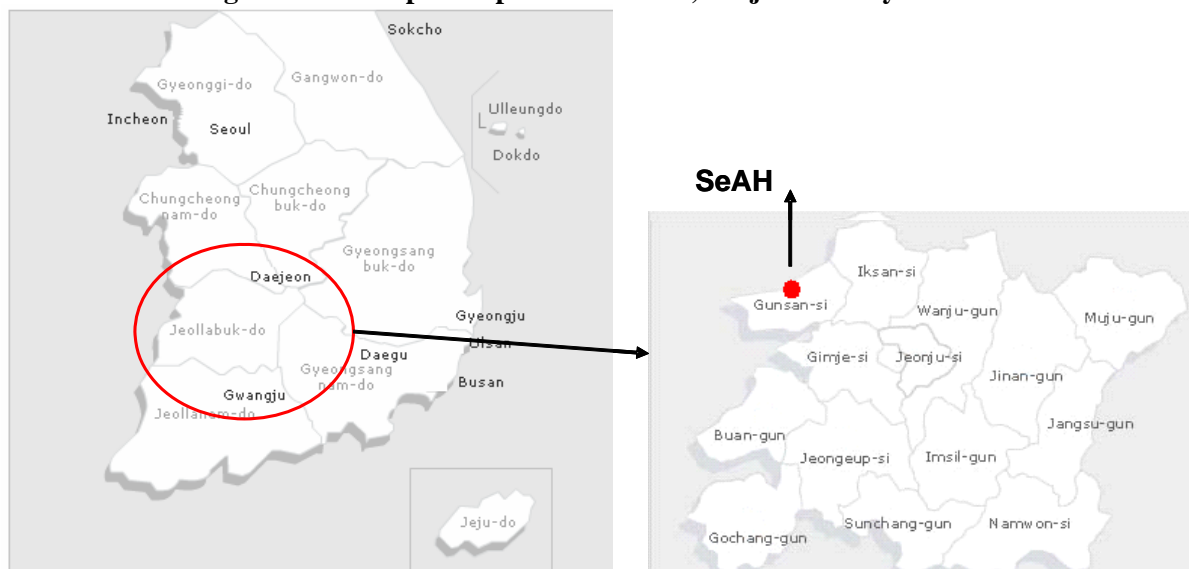 Sokcho
Gyeonggi-do
Gangwon-do
Incheon
Seoul
Ulleungdo
Dokdo
Chungcheong
nam-do
Chungcheong
buk-do
Gyeongsang
buk-do
Daejeon
Jeollabuk-do
Gyeongju
Ulsan
Daegu
Gyeongsang
nam-do
Busan
Gwangju
Jeollanam-do
Jeju-do
SeAH
Iksan-si
Gunsan-si
Wanju-gun
Muju-gun
Gimje-si
Jeonju-si
Jinan-gun
Jangsu-gun
Buan-gun
Jeongeup-si
Imsil-gun
Sunchang-gun
Namwon-si
Gochang-gun